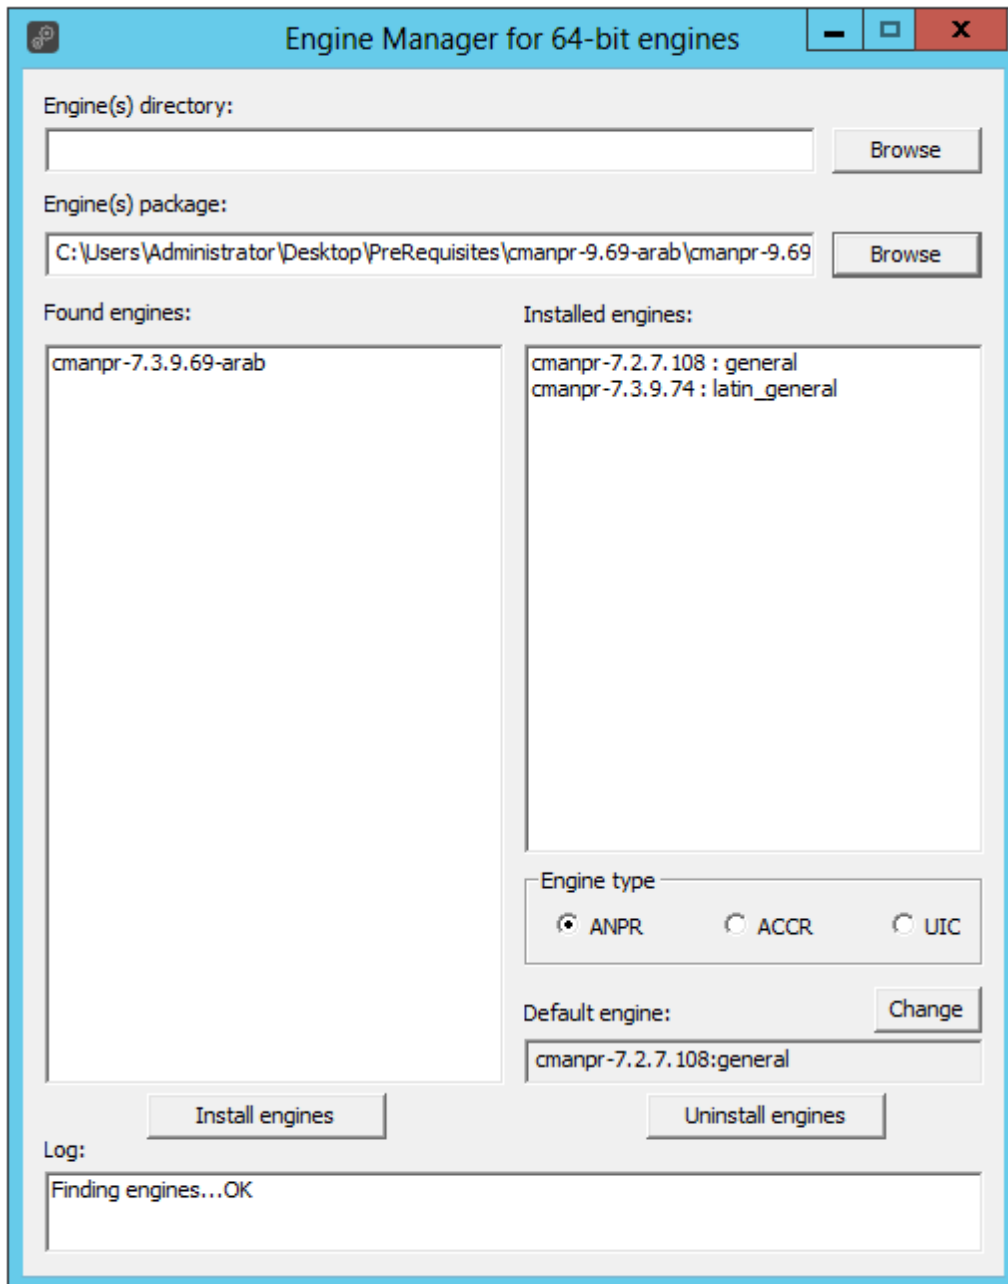 Engine Manager for 64-bit engines
Engine(s) directory:
Browse
Engine(s) package:
C:\Users\Administrator\Desktop\PreRequisites\cmanpr-9.69-arab\cmanpr-9.69
Browse
Found engines:
cmanpr-7.3.9.69-arab
Installed engines:
cmanpr-7.2.7.108 : general
cmanpr-7.3.9.74 : latin_general
Engine type
ANPR ACCR UIC
Default engine:
Change
cmanpr-7.2.7.108:general
Install engines
Uninstall engines
Log:
Finding engines...OK